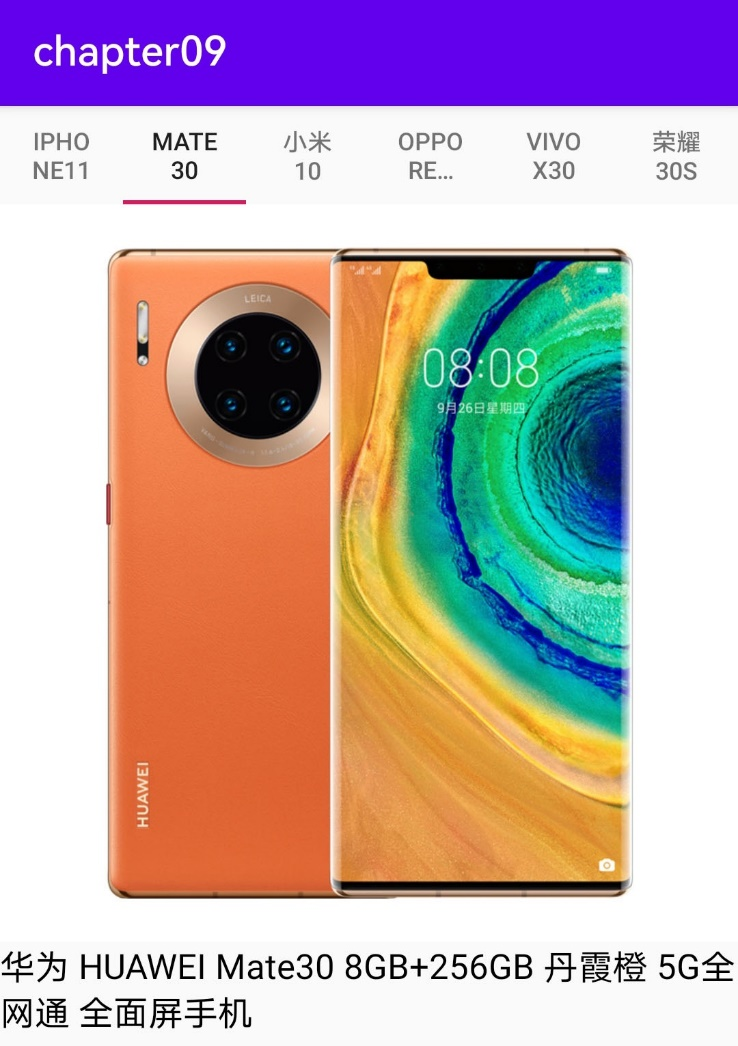 chapter09
IPHO
NE11
MATE
30
小米
10
OPPO
RE…
VIVO
X30
荣耀
30S
LEICA
08:08
9月26日星期四
HUAWEI
华为 HUAWEI Mate30 8GB+256GB 丹霞橙 5G全
网通 全面屏手机